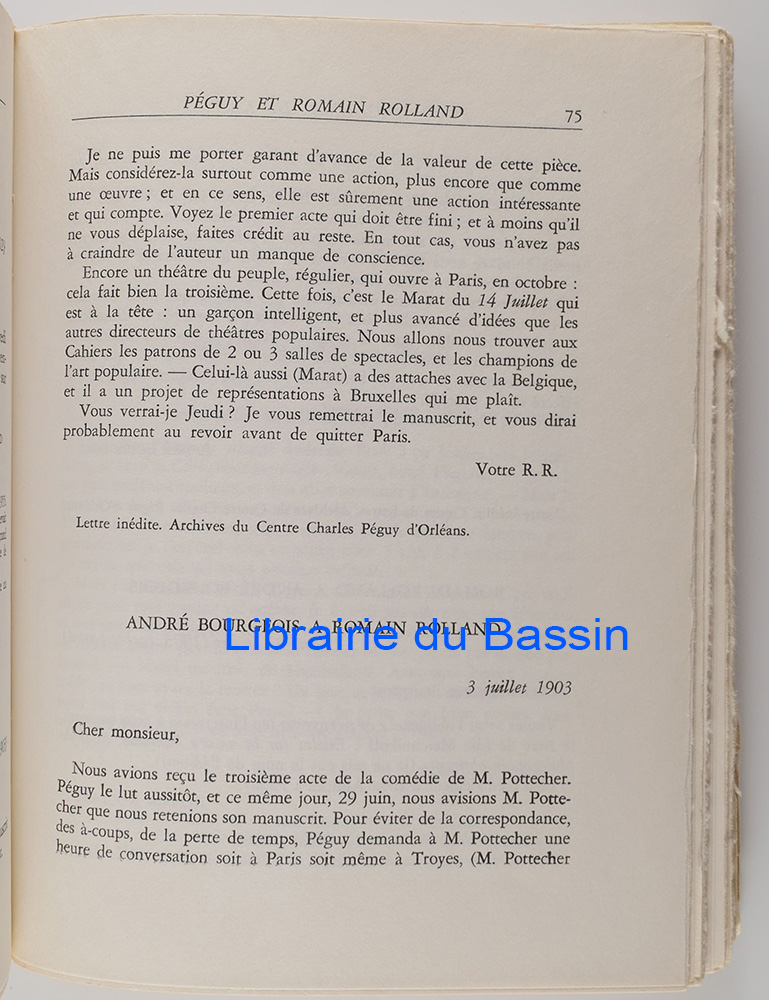 PÉGUY ET ROMAIN ROLLAND 75
Je ne puis me porter garant d'avance de la valeur de cette pièce.
Mais considérez-la surtout comme une action, plus encore que comme
une œuvre ; et en ce sens, elle est sûrement une action intéressante
et qui compte. Voyez le premier acte qui doit être fini ; et à moins qu'il
ne vous déplaise, faites crédit au reste. En tout cas, vous n'avez pas
à craindre de l'auteur un manque de conscience.
Encore un théâtre du peuple, régulier, qui ouvre à Paris, en octobre :
cela fait bien la troisième. Cette fois, c'est le Marat du 14 Juillet qui
est à la tête : un garçon intelligent, et plus avancé d'idées que les
autres directeurs de théâtres populaires. Nous allons nous trouver aux
Cahiers les patrons de 2 ou 3 salles de spectacles, et les champions de
l'art populaire. — Celui-là aussi (Marat) a des attaches avec la Belgique,
et il a un projet de représentations à Bruxelles qui me plaît.
Vous verrai-je Jeudi ? Je vous remettrai le manuscrit, et vous dirai
probablement au revoir avant de quitter Paris.
Votre R. R.
Lettre inédite. Archives du Centre Charles Péguy d'Orléans.
ANDRÉ BOURGEOIS A ROMAIN ROLLAND
Librairie du Bassin
3 juillet 1903
Cher monsieur,
Nous avions reçu le troisième acte de la comédie de M. Pottecher.
Péguy le lut aussitôt, et ce même jour, 29 juin, nous avisions M. Potte-
cher que nous retenions son manuscrit. Pour éviter de la correspondance,
des à-coups, de la perte de temps, Péguy demanda à M. Pottecher une
heure de conversation soit à Paris soit même à Troyes, (M. Pottecher